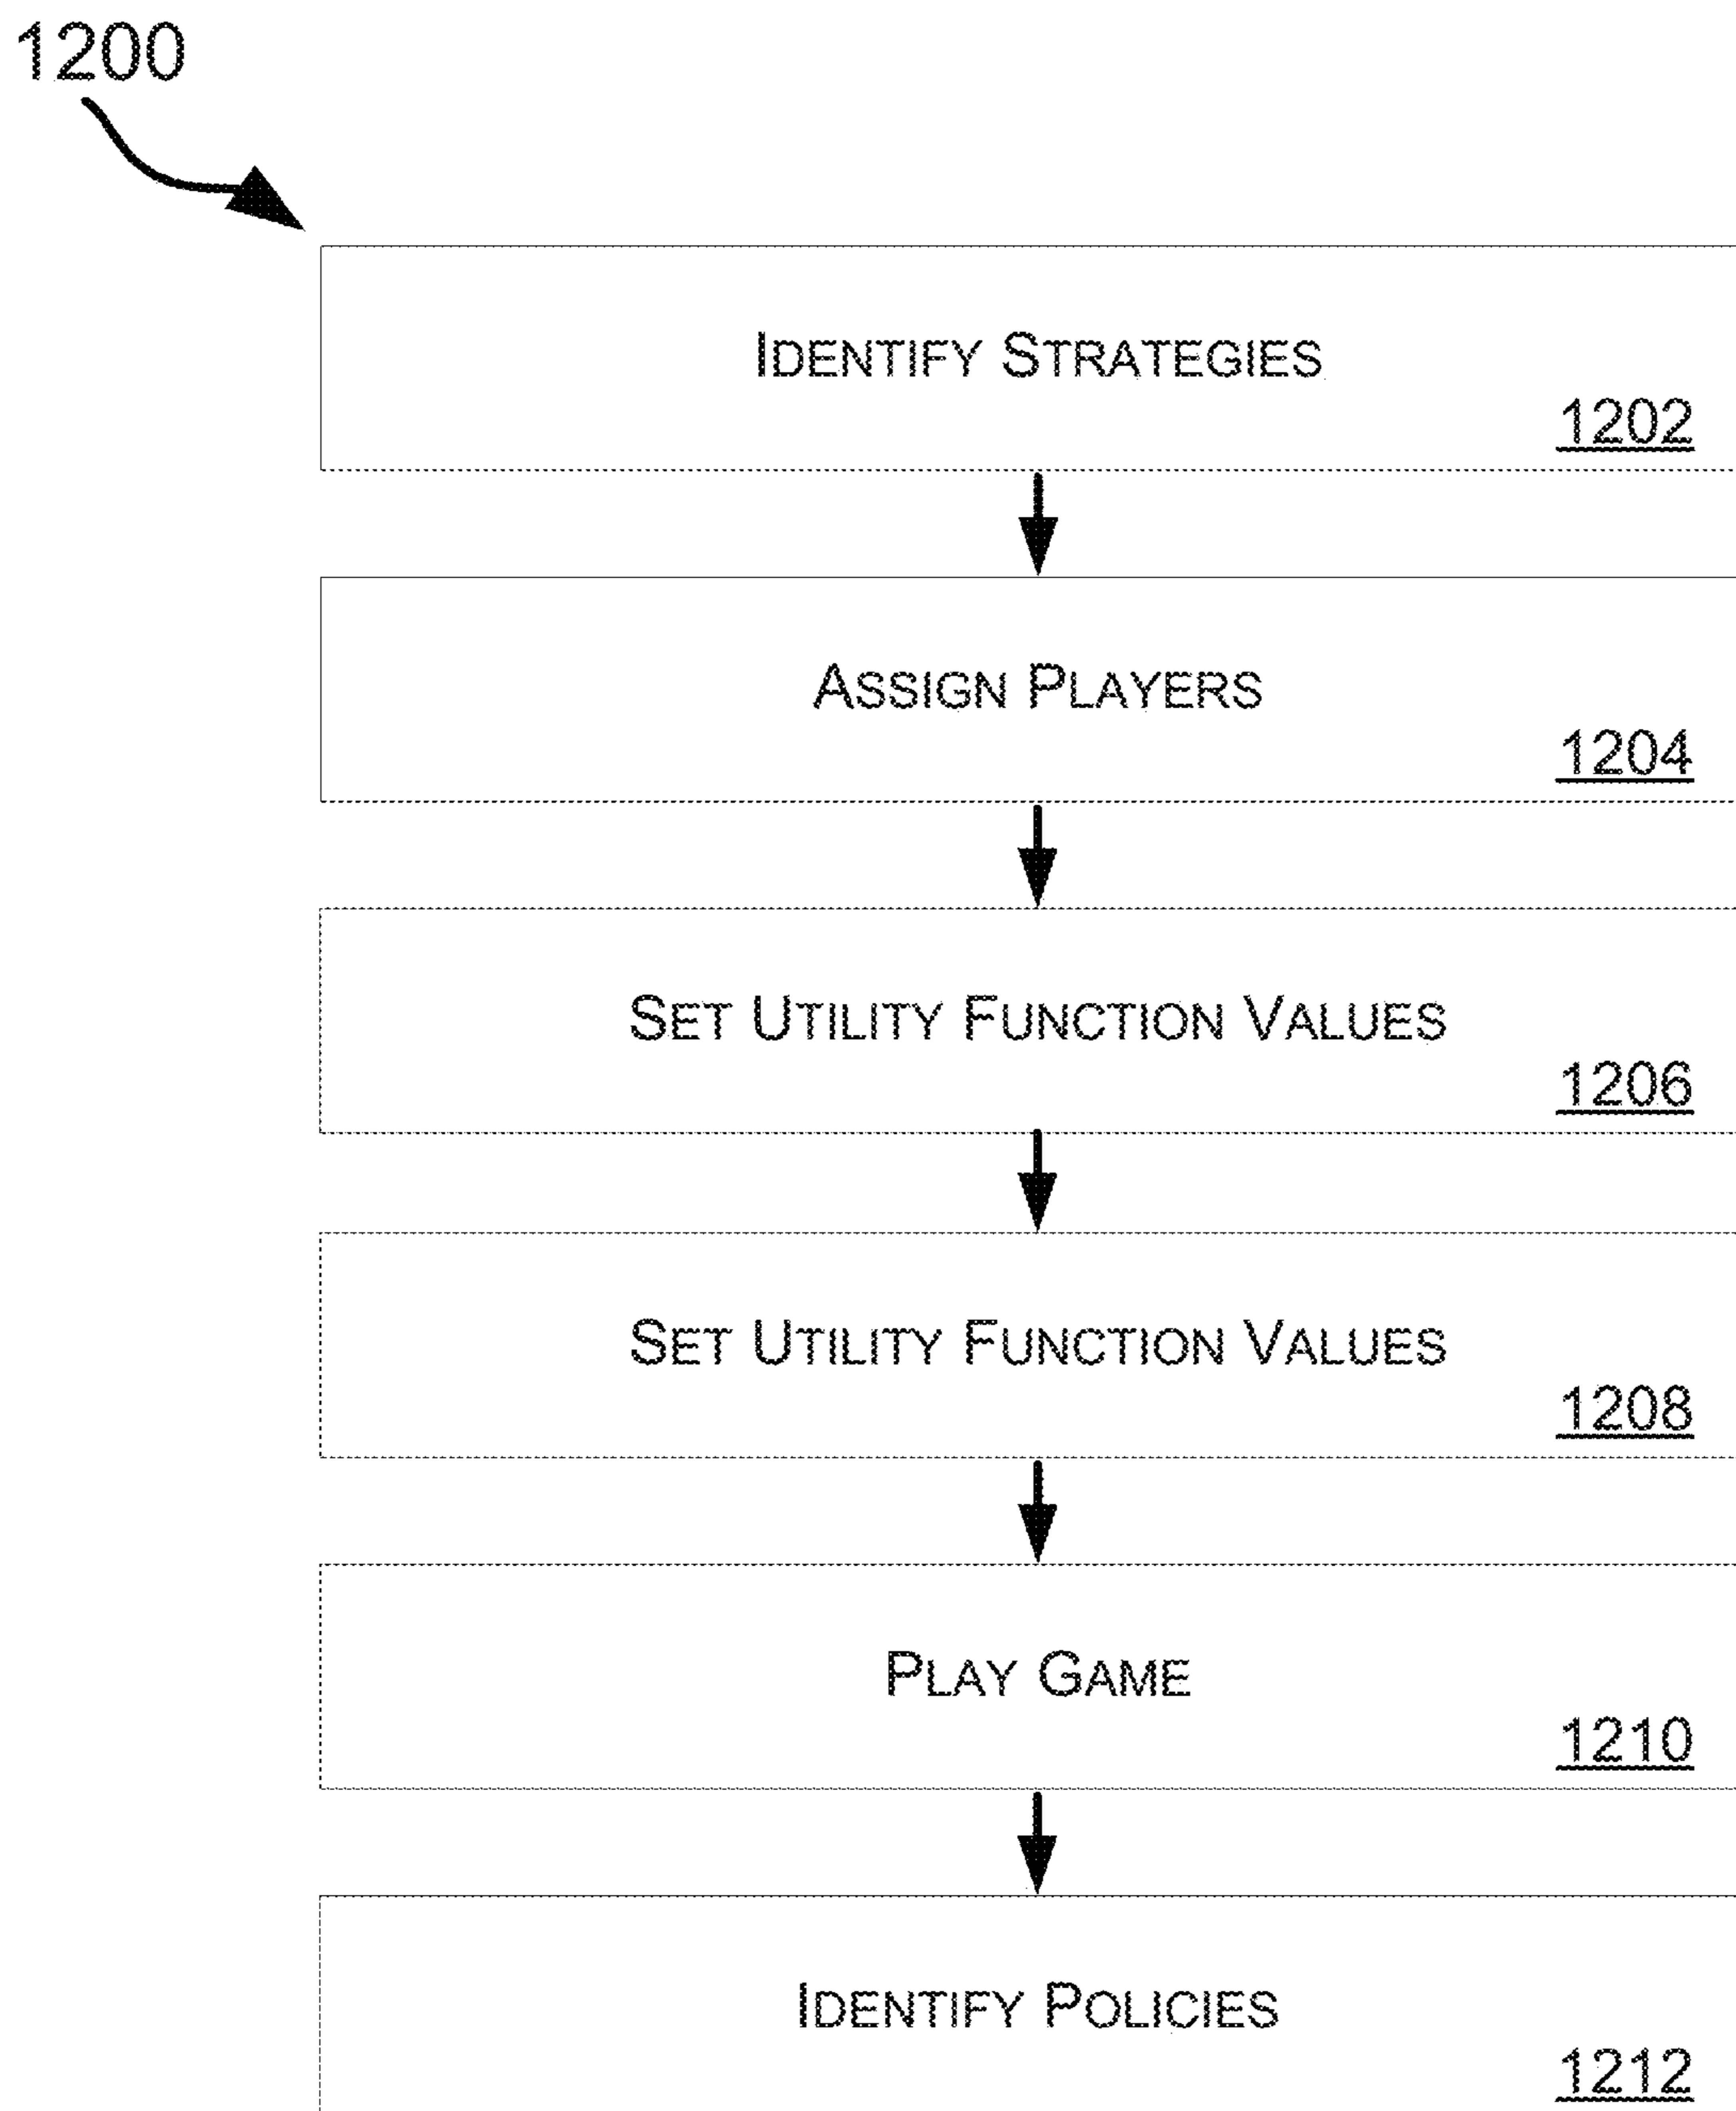 1200
IDENTIFY STRATEGIES
1202
ASSIGN PLAYERS
1204
SET UTILITY FUNCTION VALUES
1206
SET UTILITY FUNCTION VALUES
1208
PLAY GAME
1210
IDENTIFY POLICIES
1212